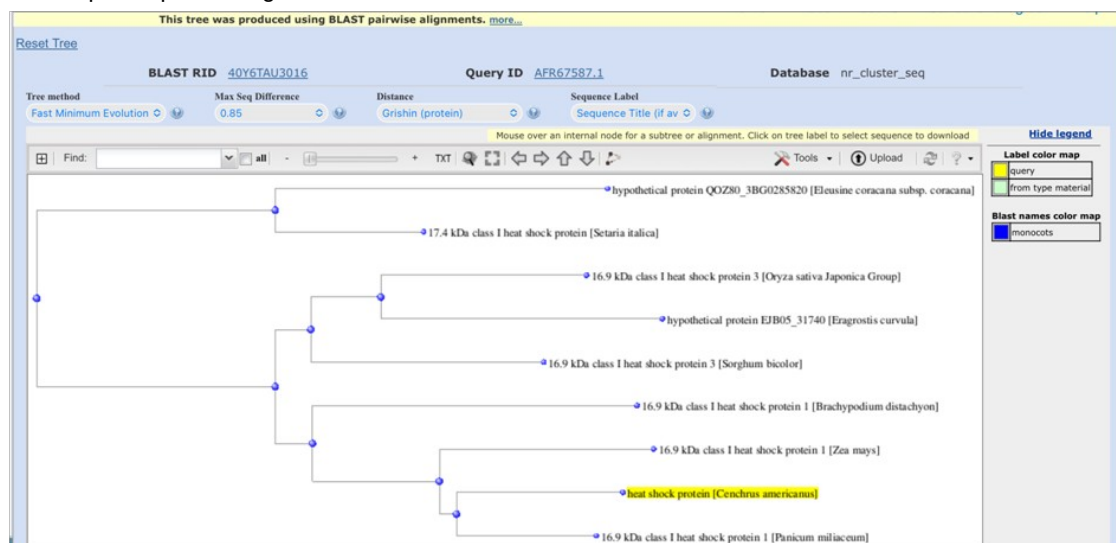 This tree was produced using BLAST pairwise alignments. more...
Reset Tree
BLAST RID 40Y6TAU3016 Query ID AFR67587.1 Database nr_cluster_seq
Tree method Max Seq Difference Distance Sequence Label
Fast Minimum Evolution 0.85 Grishin (protein) Sequence Title (if av
Mouse over an internal node for a subtree or alignment. Click on tree label to select sequence to download Hide legend
Find: all - + TXT Tools Upload ?
Label color map
query
from type material
Blast names color map
monocots
hypothetical protein QOZ80_3BG0285820 [Eleusine coracana subsp. coracana]
17.4 kDa class I heat shock protein [Setaria italica]
16.9 kDa class I heat shock protein 3 [Oryza sativa Japonica Group]
hypothetical protein EJB05_31740 [Eragrostis curvula]
16.9 kDa class I heat shock protein 3 [Sorghum bicolor]
16.9 kDa class I heat shock protein 1 [Brachypodium distachyon]
16.9 kDa class I heat shock protein 1 [Zea mays]
heat shock protein [Cenchrus americanus]
16.9 kDa class I heat shock protein 1 [Panicum miliaceum]